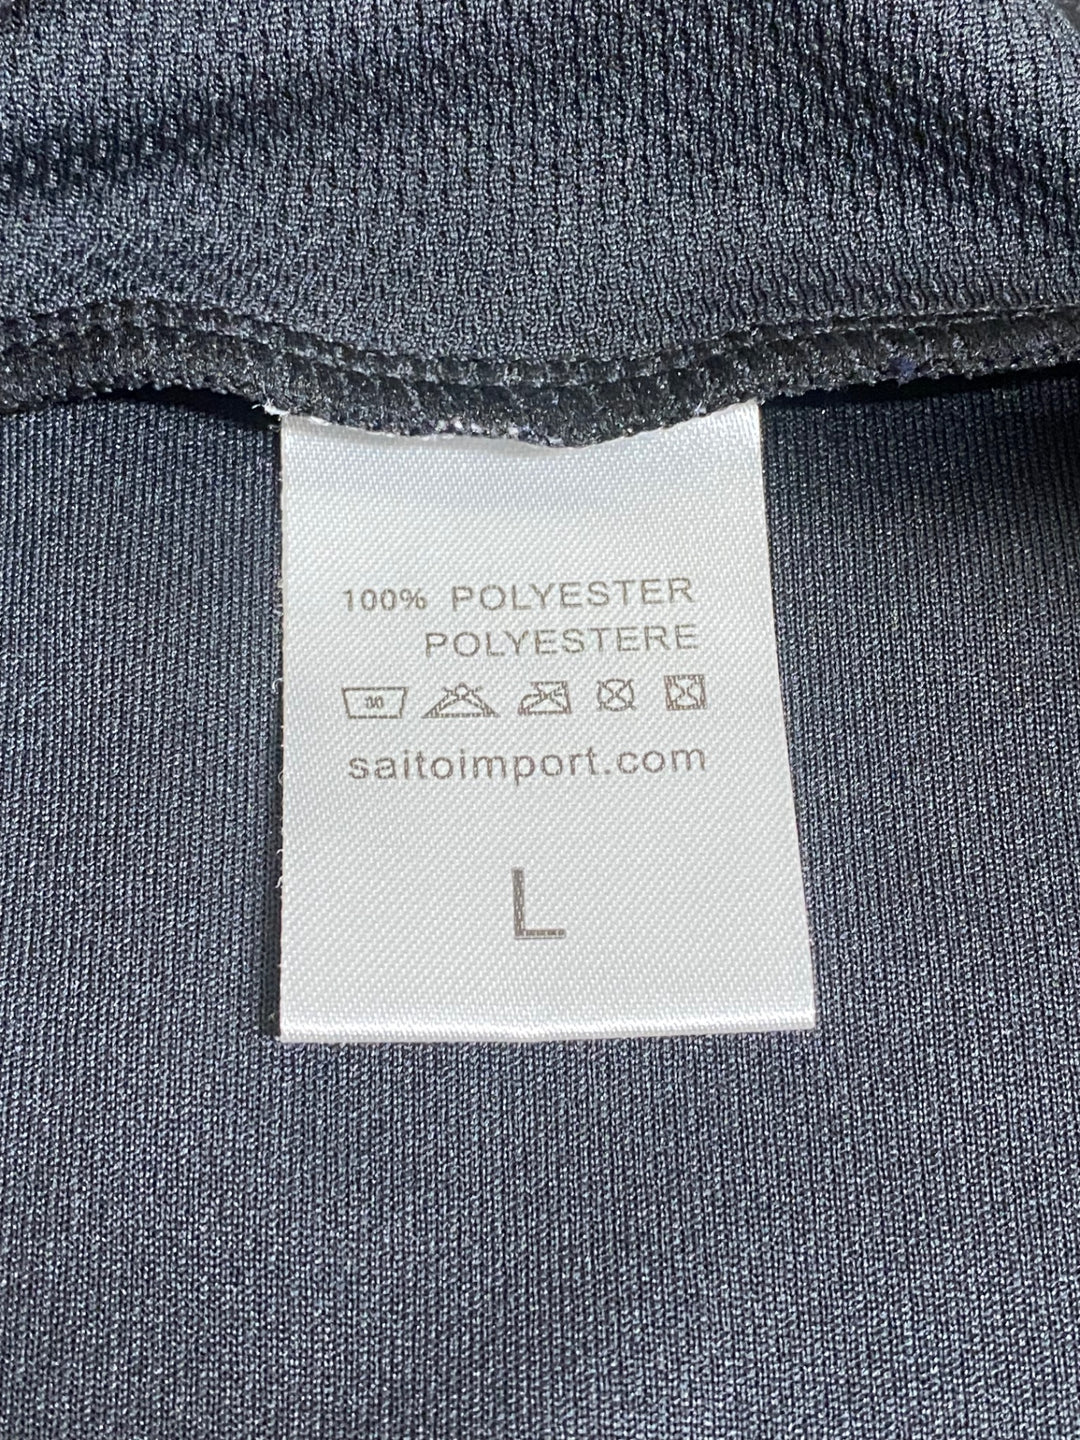 100% POLYESTER
POLYESTERE
30
saitoimport.com
L